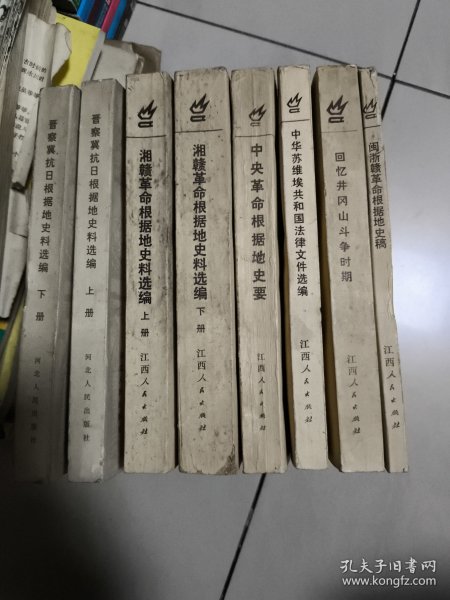 晋察冀抗日根据地史料选编
下册
河北人民出版社
晋察冀抗日根据地史料选编
上册
河北人民出版社
湘赣革命根据地史料选编
上册
江西人民出版社
湘赣革命根据地史料选编
下册
江西人民出版社
中央革命根据地史要
江西人民出版社
中华苏维埃共和国法律文件选编
江西人民出版社
回忆井冈山斗争时期
江西人民出版社
闽浙赣革命根据地史稿
江西人民出版社
孔夫子旧书网
www.kongfz.com